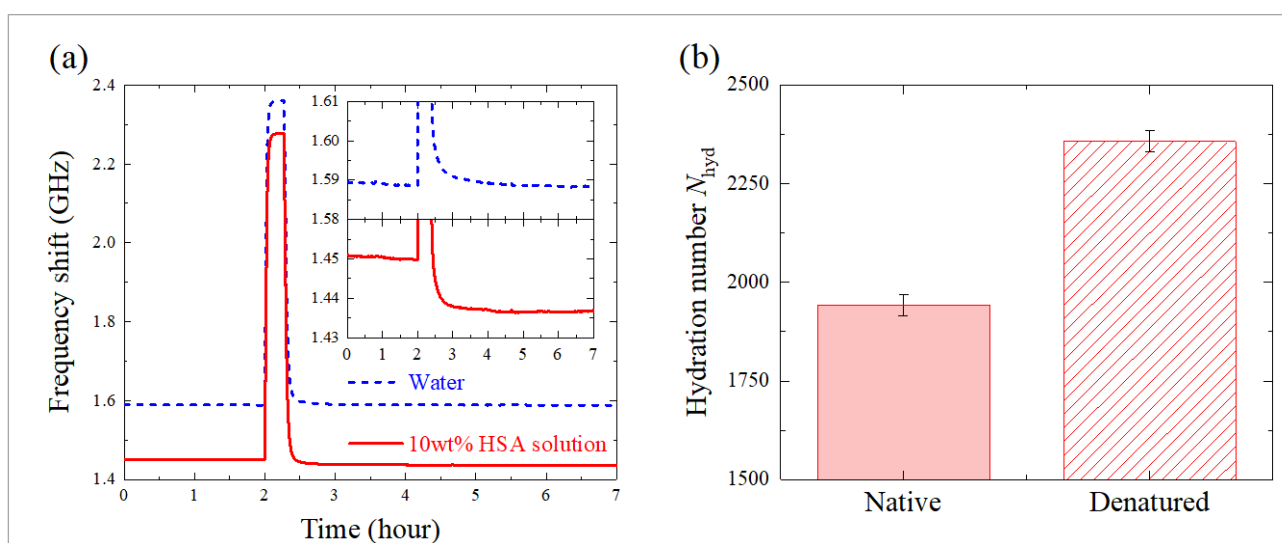 (a)
Frequency shift (GHz)
2.4
2.2
2.0
1.8
1.6
1.4
0 1 2 3 4 5 6 7
Time (hour)
1.61
1.60
1.59
1.58
1.45
1.44
1.43
0 1 2 3 4 5 6 7
Water
10wt% HSA solution
(b)
Hydration number Nhyd
2500
2250
2000
1750
1500
Native Denatured